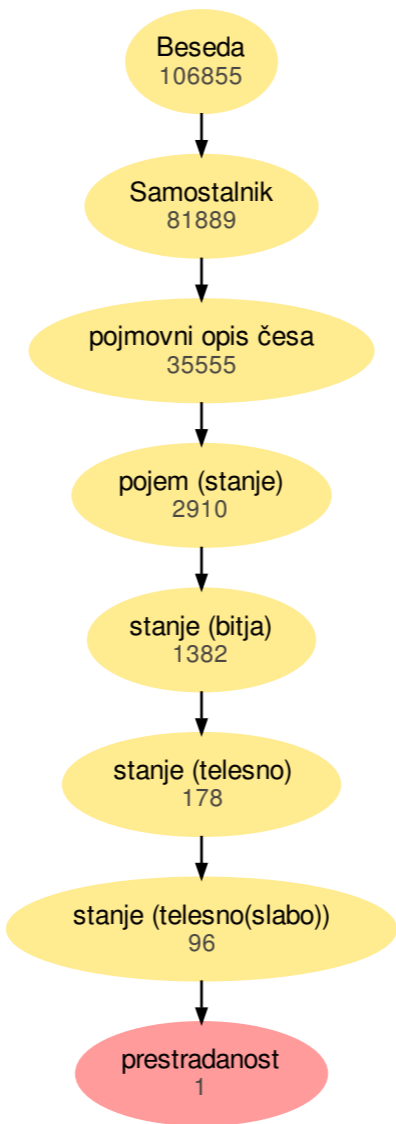 Beseda
106855
Samostalnik
81889
pojmovni opis česa
35555
pojem (stanje)
2910
stanje (bitja)
1382
stanje (telesno)
178
stanje (telesno(slabo))
96
prestradanost
1